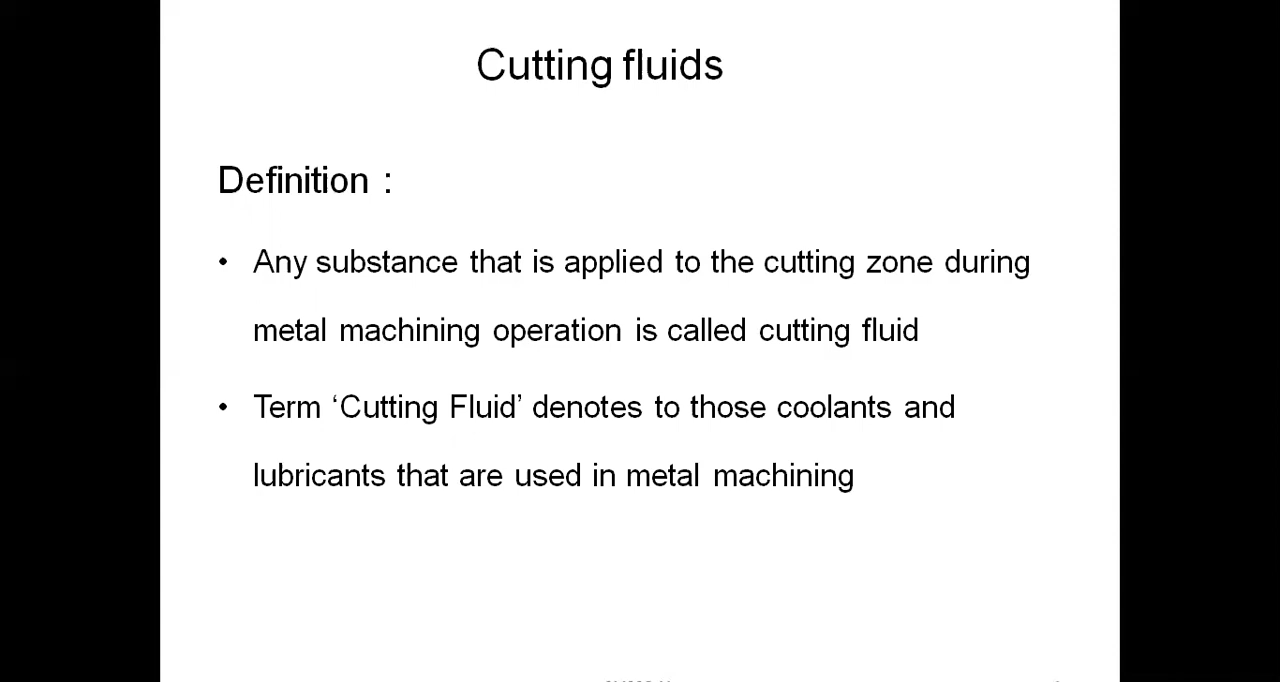 Cutting fluids
Definition :
• Any substance that is applied to the cutting zone during
metal machining operation is called cutting fluid
• Term ‘Cutting Fluid’ denotes to those coolants and
lubricants that are used in metal machining